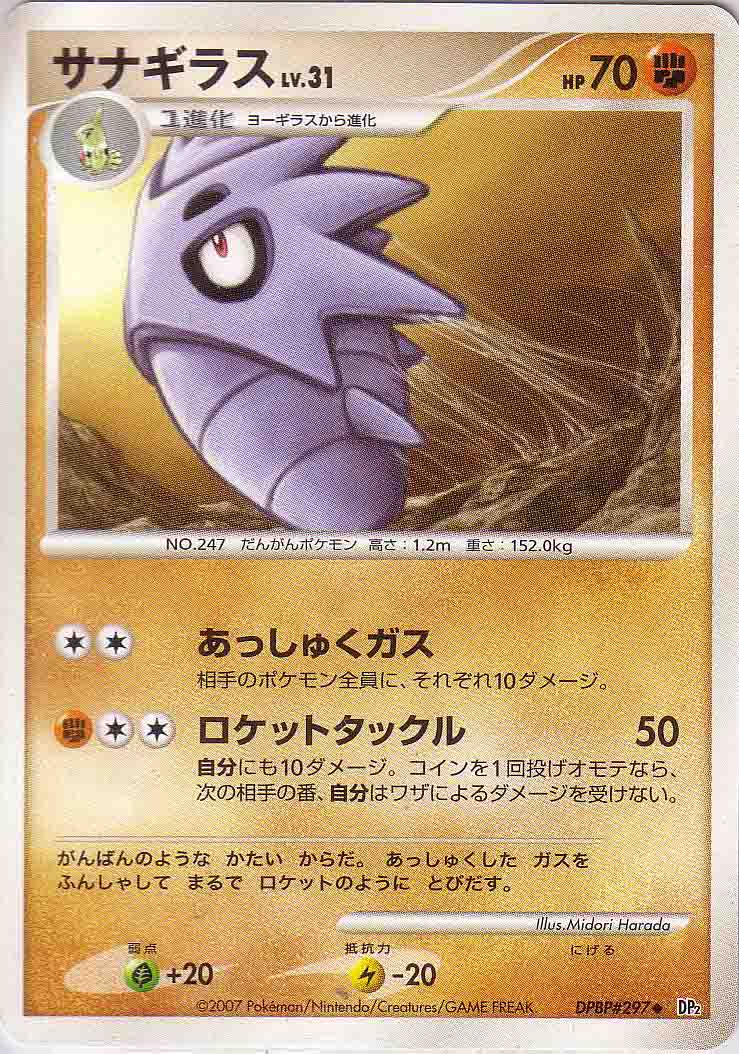 サナギラス LV.31 HP 70
1進化 ヨーギラスから進化
NO.247 だんがんポケモン 高さ：1.2m 重さ：152.0kg
あっしゅくガス
相手のポケモン全員に、それぞれ10ダメージ。
ロケットタックル 50
自分にも10ダメージ。コインを1回投げオモテなら、
次の相手の番、自分はワザによるダメージを受けない。
がんばんのような かたい からだ。 あっしゅくした ガスを
ふんしゃして まるで ロケットのように とびだす。
Illus.Midori Harada
弱点 抵抗力 にげる
+20 -20
©2007 Pokémon/Nintendo/Creatures/GAME FREAK. DPBP#297◆ DP2